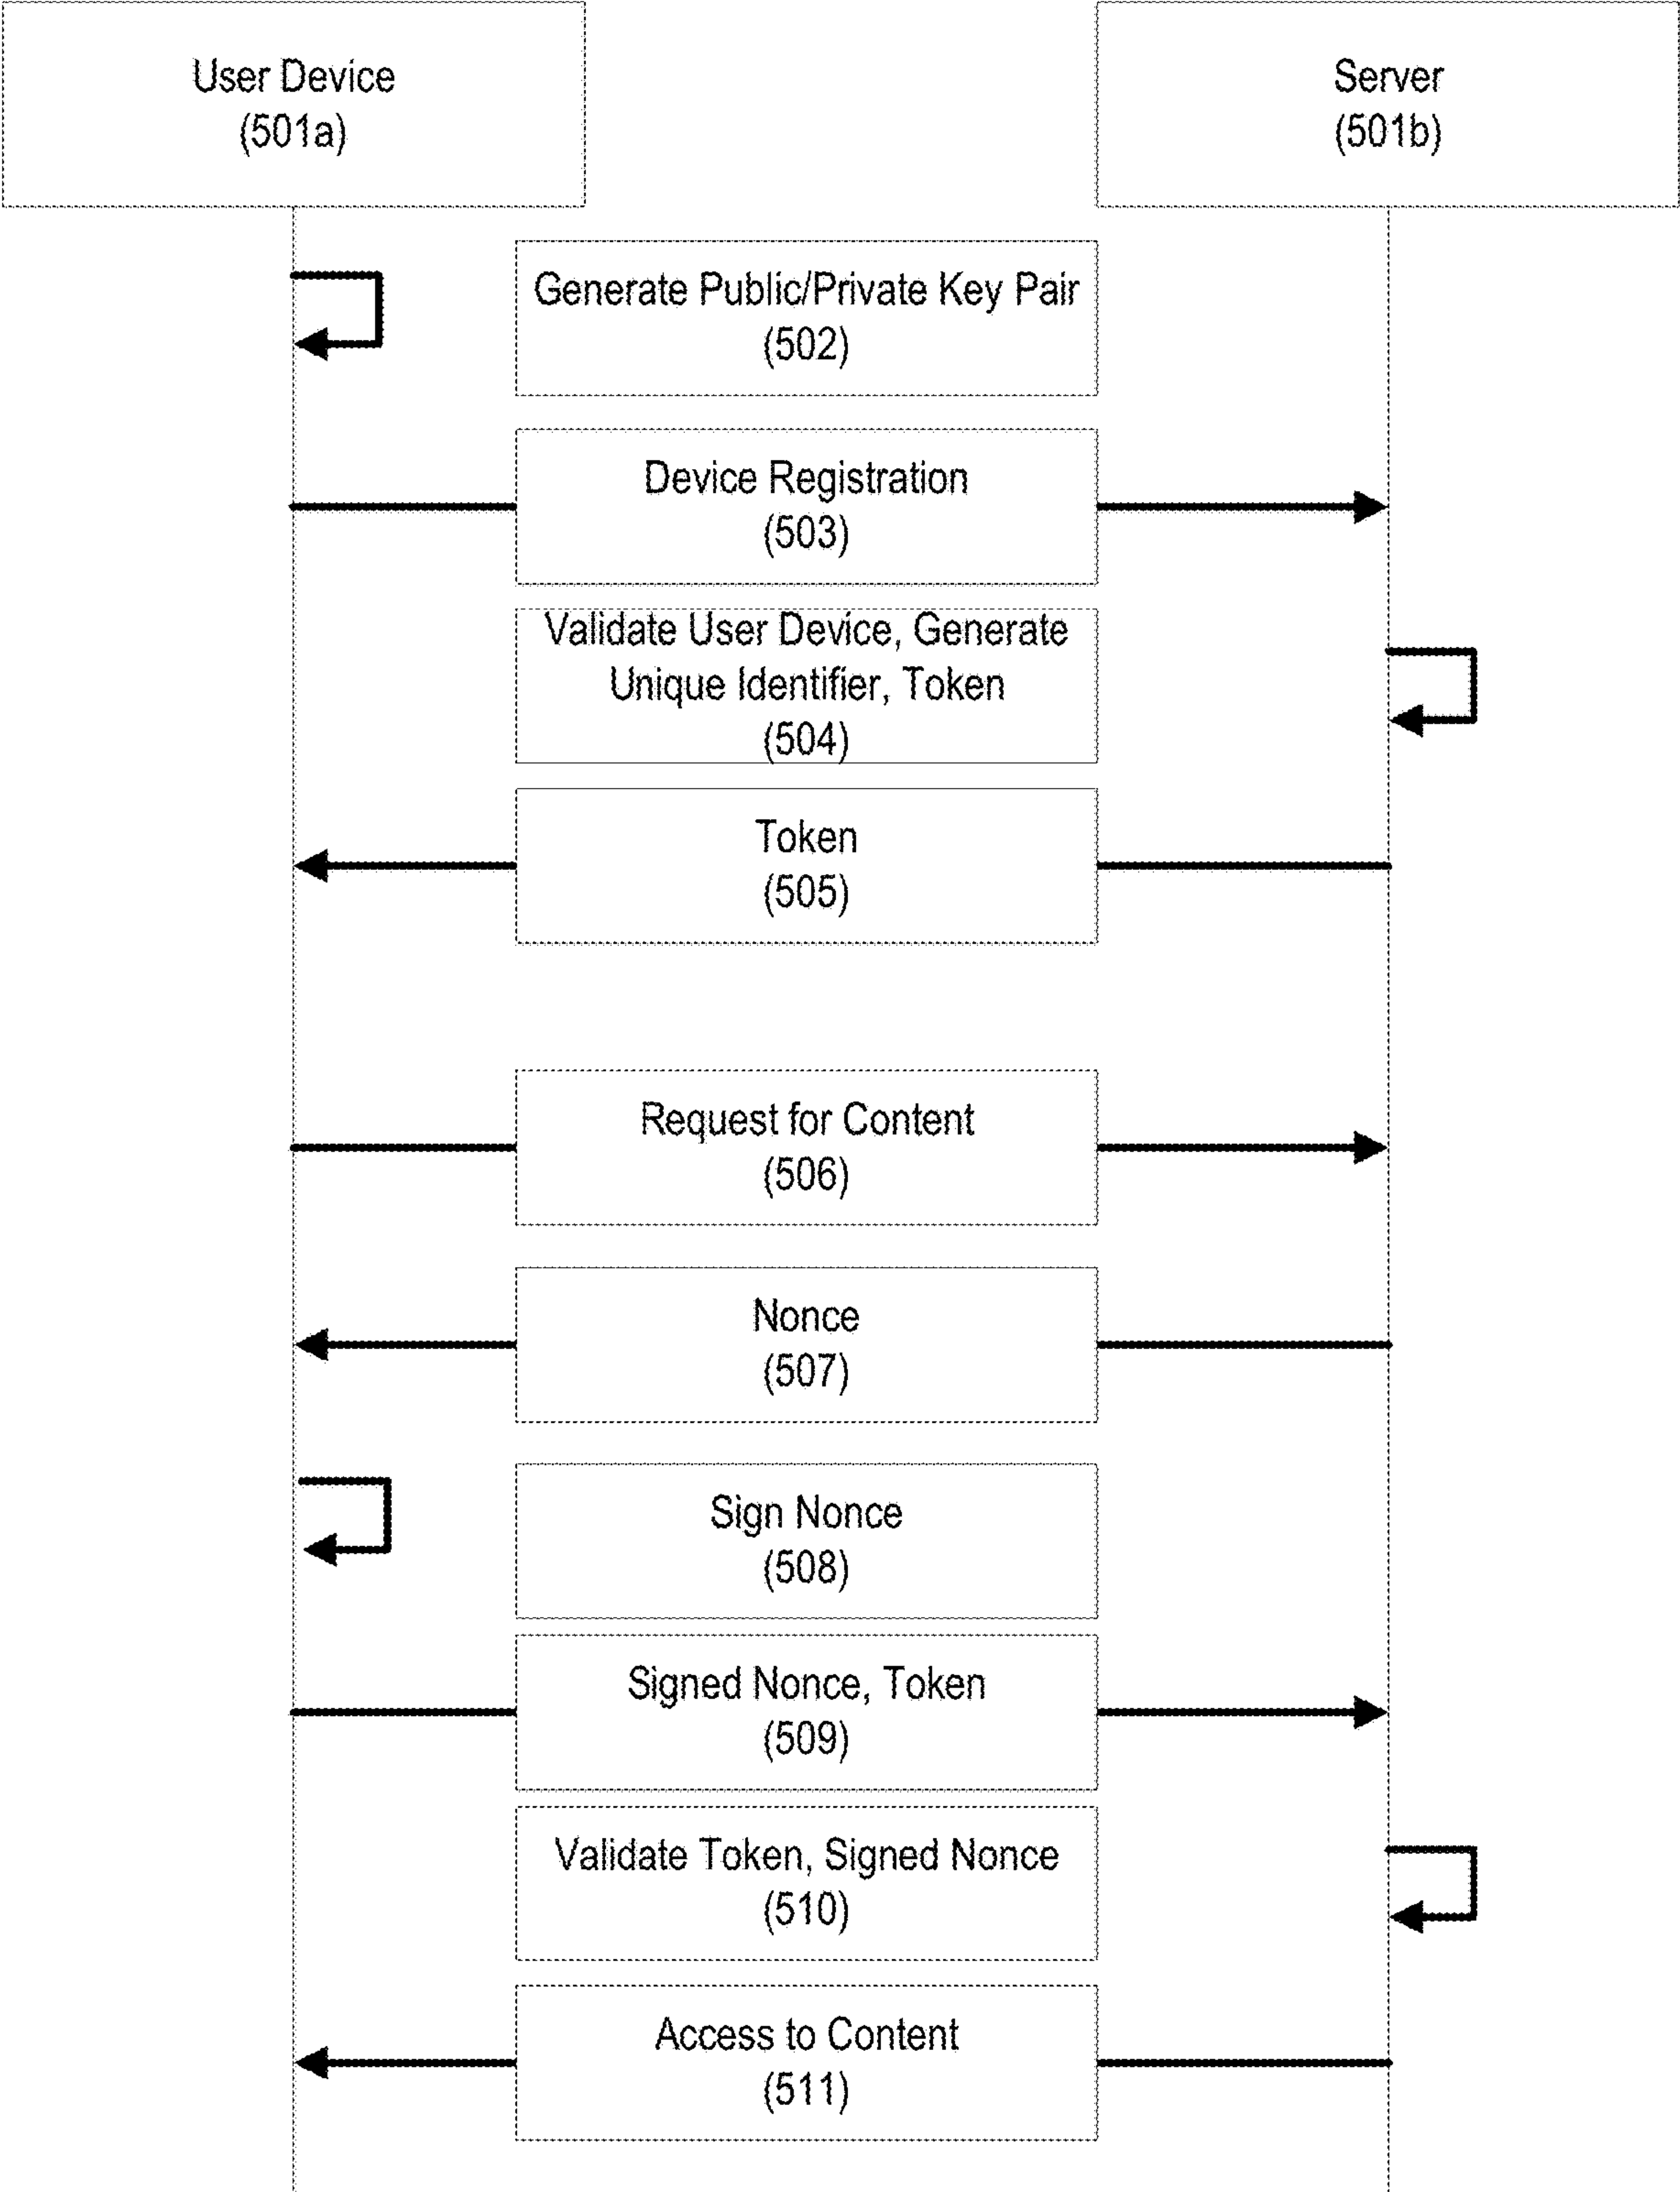 User Device
(501a)
Server
(501b)
Generate Public/Private Key Pair
(502)
Device Registration
(503)
Validate User Device, Generate
Unique Identifier, Token
(504)
Token
(505)
Request for Content
(506)
Nonce
(507)
Sign Nonce
(508)
Signed Nonce, Token
(509)
Validate Token, Signed Nonce
(510)
Access to Content
(511)